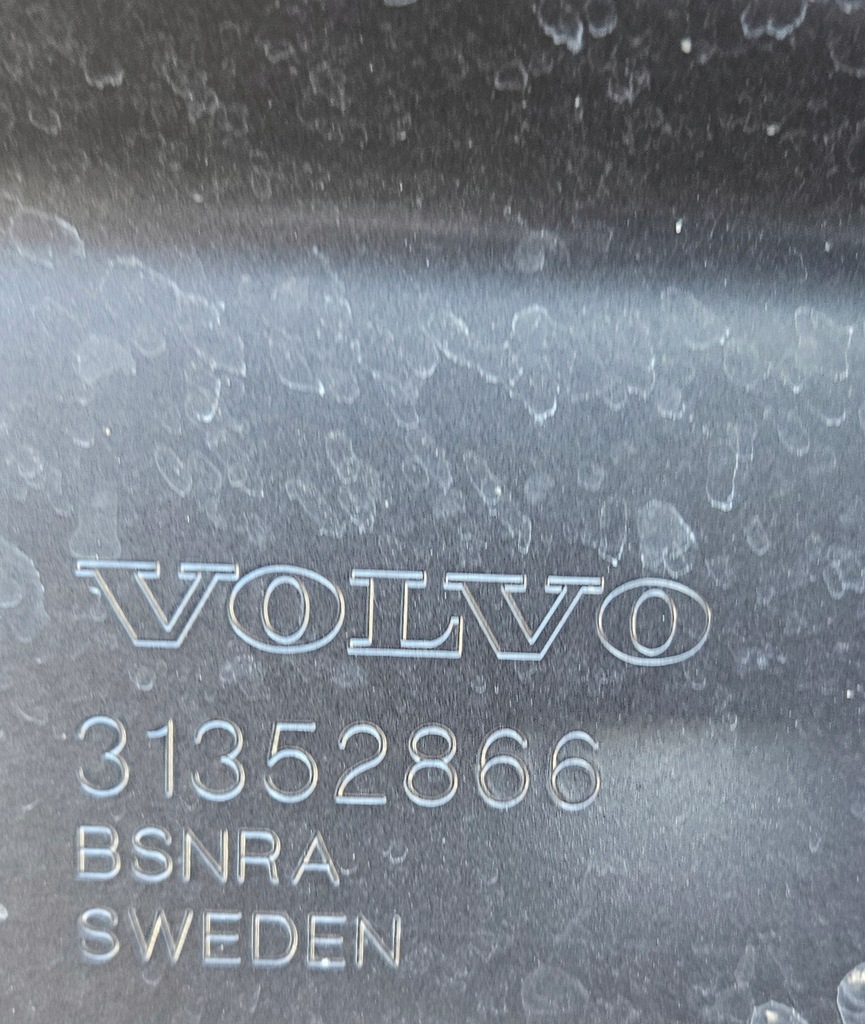 VOLVO
31352866
BSNRA
SWEDEN